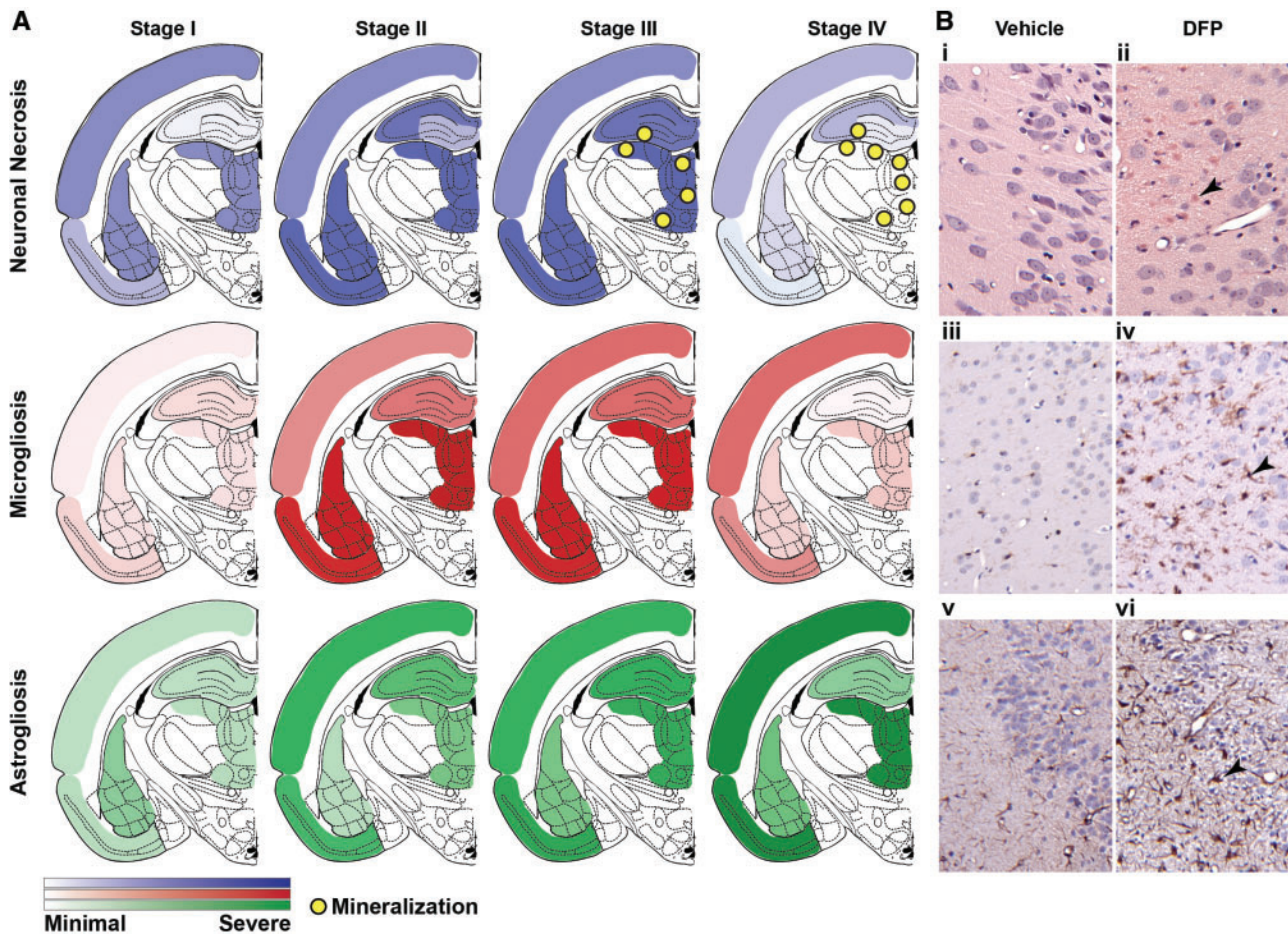 A
Stage I
Stage II
Stage III
Stage IV
B
Vehicle
DFP
Neuronal Necrosis
i
ii
Microgliosis
iii
iv
Astrogliosis
v
vi
Minimal
Severe
Mineralization